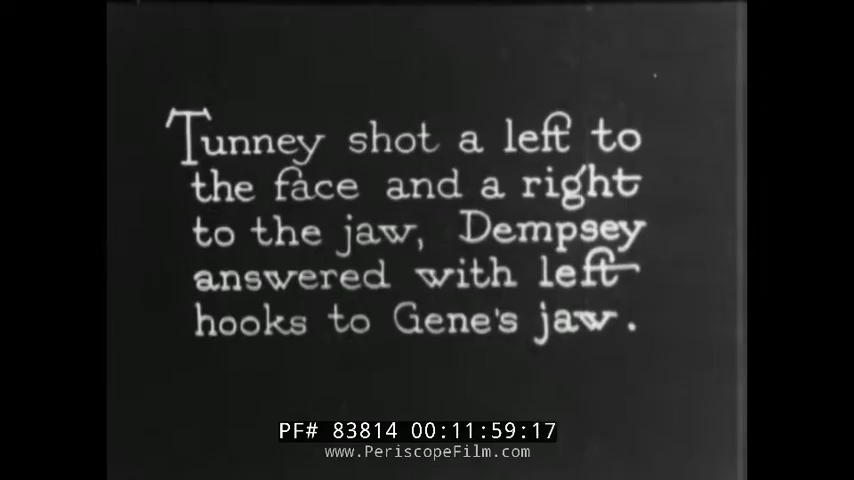 Tunney shot a left to
the face and a right
to the jaw, Dempsey
answered with left
hooks to Gene's jaw.
PF# 83814 00:11:59:17
www.PeriscopeFilm.com